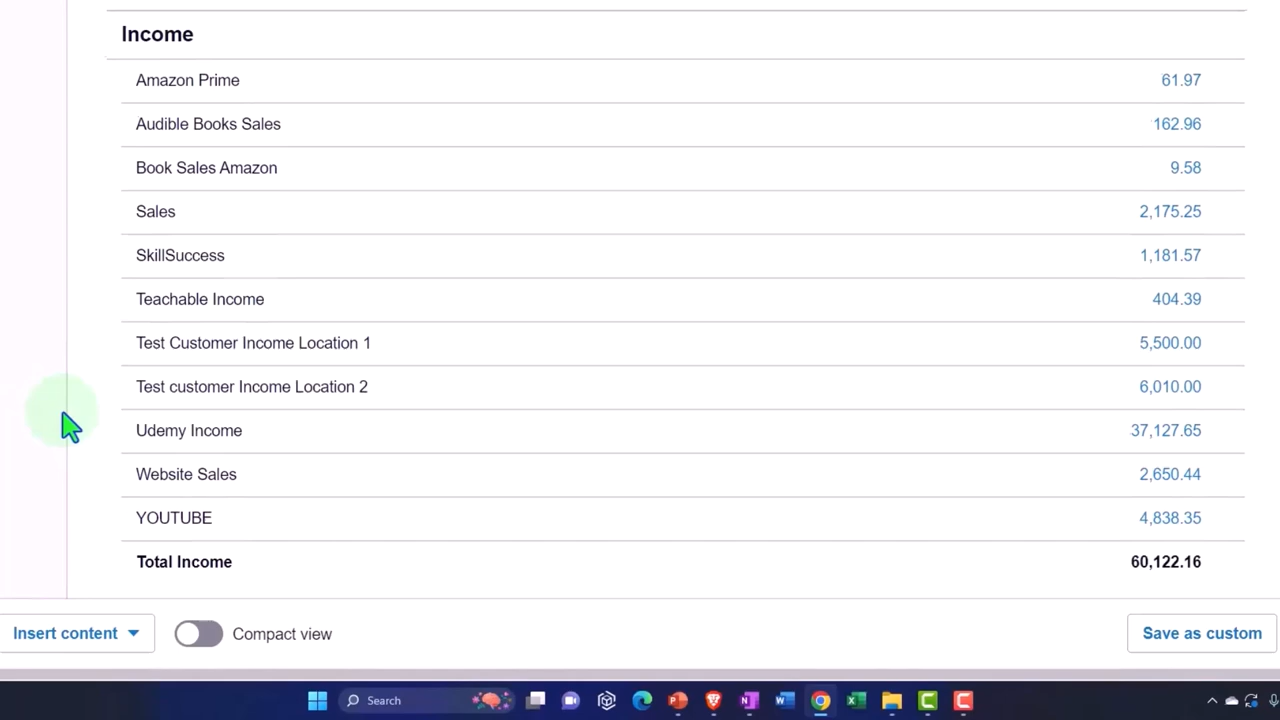 Income
Amazon Prime 61.97
Audible Books Sales 162.96
Book Sales Amazon 9.58
Sales 2,175.25
SkillSuccess 1,181.57
Teachable Income 404.39
Test Customer Income Location 1 5,500.00
Test customer Income Location 2 6,010.00
Udemy Income 37,127.65
Website Sales 2,650.44
YOUTUBE 4,838.35
Total Income 60,122.16
Insert content Compact view Save as custom
Search